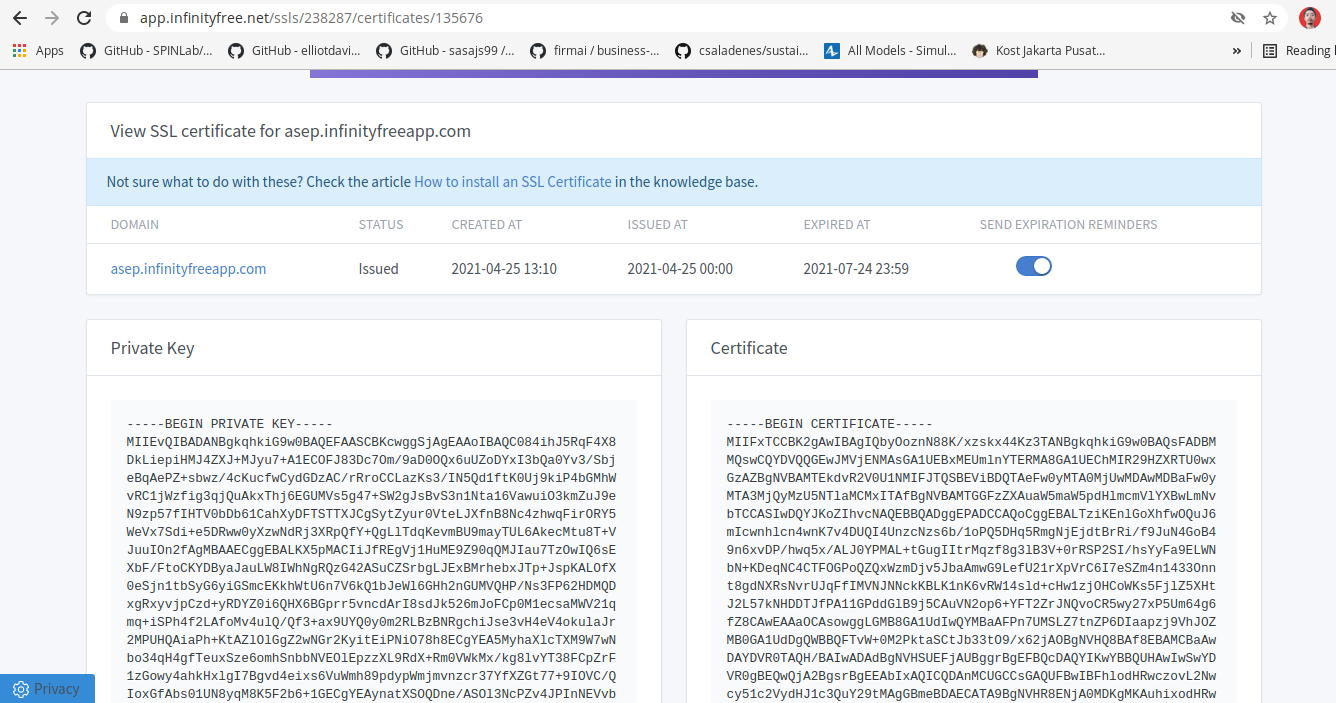 app.infinityfree.net/ssls/238287/certificates/135676
Apps
GitHub - SPINLab/...
GitHub - elliotdavi...
GitHub - sasajs99 /...
firmai / business-...
csaladenes/sustai...
All Models - Simul...
Kost Jakarta Pusat...
»
Reading
View SSL certificate for asep.infinityfreeapp.com
Not sure what to do with these? Check the article How to install an SSL Certificate in the knowledge base.
DOMAIN STATUS CREATED AT ISSUED AT EXPIRED AT SEND EXPIRATION REMINDERS
asep.infinityfreeapp.com Issued 2021-04-25 13:10 2021-04-25 00:00 2021-07-24 23:59
Private Key
-----BEGIN PRIVATE KEY-----
MIIEvQIBADANBgkqhkiG9w0BAQEFAASCBKcwggSjAgEAAoIBAQC084ihJ5RqF4X8
DkLiepiHMJ4ZXJ+MJyu7+A1ECOFJ83Dc7Om/9aD0OQx6uUZoDYxI3bQa0Yv3/Sbj
eBqAePZ+sbwz/4cKucfwCydGDzAC/rRroCCLazKs3/IN5Qd1ftK0Uj9kiP4bGMhW
vRC1jWzfig3qjQuAkxThj6EGUMVs5g47+SW2gJsBvS3n1Nta16VawuiO3kmZuJ9e
N9zp57fIHTV0bDb61CahXyDFTSTTXJCgSytZyur0VteLJXfnB8Nc4zhwqFirORY5
WeVx7Sdi+e5DRww0yXzwNdRj3XRpQfY+QgLlTdqKevmBU9mayTUL6AkecMtu8T+V
JuuIOn2fAgMBAAECggEBALKX5pMACIiJfREgVj1HuME9Z90qQMJIau7TzOwIQ6sE
XbF/FtoCKYDByaJauLW8IWhNgRQzG42ASuCZSrbgLJExBMrhebxJTp+JspKALOfX
0eSjn1tbSyG6yiGSmcEKkhWtU6n7V6kQ1bJeWl6GHh2nGUMVQHP/Ns3FP62HDMQD
xgRxyvjpCzd+yRDYZ0i6QHX6BGprr5vncdArI8sdJk526mJoFCp0M1ecsaMWV21q
mq+iSPh4f2LAfoMv4ulQ/Qf3+ax9UYQ0y0m2RLBzBNRgchiJse3vH4eV4okulaJr
2MPUHQAiaPh+KtAZlOlGgZ2wNGr2KyitEiPNiO78h8ECgYEA5MyhaXlcTXM9W7wN
bo34qH4gfTeuxSze6omhSnbbNVEOlEpzzXL9RdX+Rm0VWkMx/kg8lvYT38FCpZrF
1zGowy4ahkHxlgI7Bgvd4eixs6VuWmh89pdypWmjmvnzcr37YfXZGt77+9IOVC/Q
IoxGfAbs01UN8yqM8K5F2b6+1GECgYEAynatXSOQDne/ASOl3NcPZv4JPInNEVvb
Certificate
-----BEGIN CERTIFICATE-----
MIIFxTCCBK2gAwIBAgIQbyOoznN88K/xzskx44Kz3TANBgkqhkiG9w0BAQsFADBM
MQswCQYDVQQGEwJMVjENMAsGA1UEBxMEUmlnYTERMA8GA1UEChMIR29HZXRTU0wx
GzAZBgNVBAMTEkdvR2V0U1NMIFJTQSBEViBDQTAeFw0yMTA0MjUwMDAwMDBaFw0y
MTA3MjQyMzU5NTlaMCMxITAfBgNVBAMTGGFzZXAuaW5maW5pdHlmcmVlYXBwLmNv
bTCCASIwDQYJKoZIhvcNAQEBBQADggEPADCCAQoCggEBALTziKEnlGoXhfwOQuJ6
mIcwnhlcn4wnK7v4DUQI4UnzcNzs6b/1oPQ5DHq5RmgNjEjdtBrRi/f9JuN4GoB4
9n6xvDP/hwq5x/ALJ0YPMAL+tGugIItrMqzf8g3lB3V+0rRSP2SI/hsYyFa9ELWN
bN+KDeqNC4CTFOGPoQZQxWzmDjv5JbaAmwG9LefU21rXpVrC6I7eSZm4n1433Onn
t8gdNXRsNvrUJqFfIMVNJNNckKBLK1nK6vRW14sld+cHw1zjOHCoWKs5FjlZ5XHt
J2L57kNHDDTJfPA11GPddGlB9j5CAuVN2op6+YFT2ZrJNQvoCR5wy27xP5Um64g6
fZ8CAwEAAaOCAsowggLGMB8GA1UdIwQYMBaAFPn7UMSLZ7tnZP6DIaapzj9VhJOZ
MB0GA1UdDgQWBBQFTvW+0M2PktaSCtJb33tO9/x62jAOBgNVHQ8BAf8EBAMCBaAw
DAYDVR0TAQH/BAIwADAdBgNVHSUEFjAUBggrBgEFBQcDAQYIKwYBBQUHAwIwSwYD
VR0gBEQwQjA2BgsrBgEEAbIxAQICQDAnMCUGCCsGAQUFBwIBFhlodHRwczovL2Nw
cy51c2VydHJ1c3QuY29tMAgGBmeBDAECATA9BgNVHR8ENjA0MDKgMKAuhixodHRw
Privacy